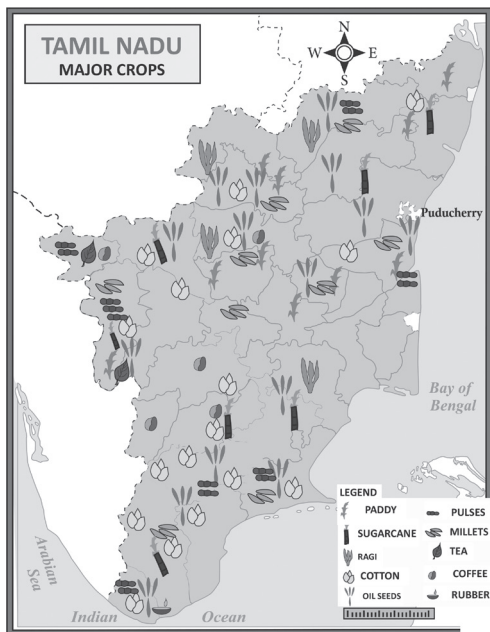 TAMIL NADU
MAJOR CROPS
N
W
E
S
Puducherry
Bay of
Bengal
Arabian
Sea
Indian
Ocean
LEGEND
PADDY
PULSES
SUGARCANE
MILLETS
RAGI
TEA
COTTON
COFFEE
OIL SEEDS
RUBBER